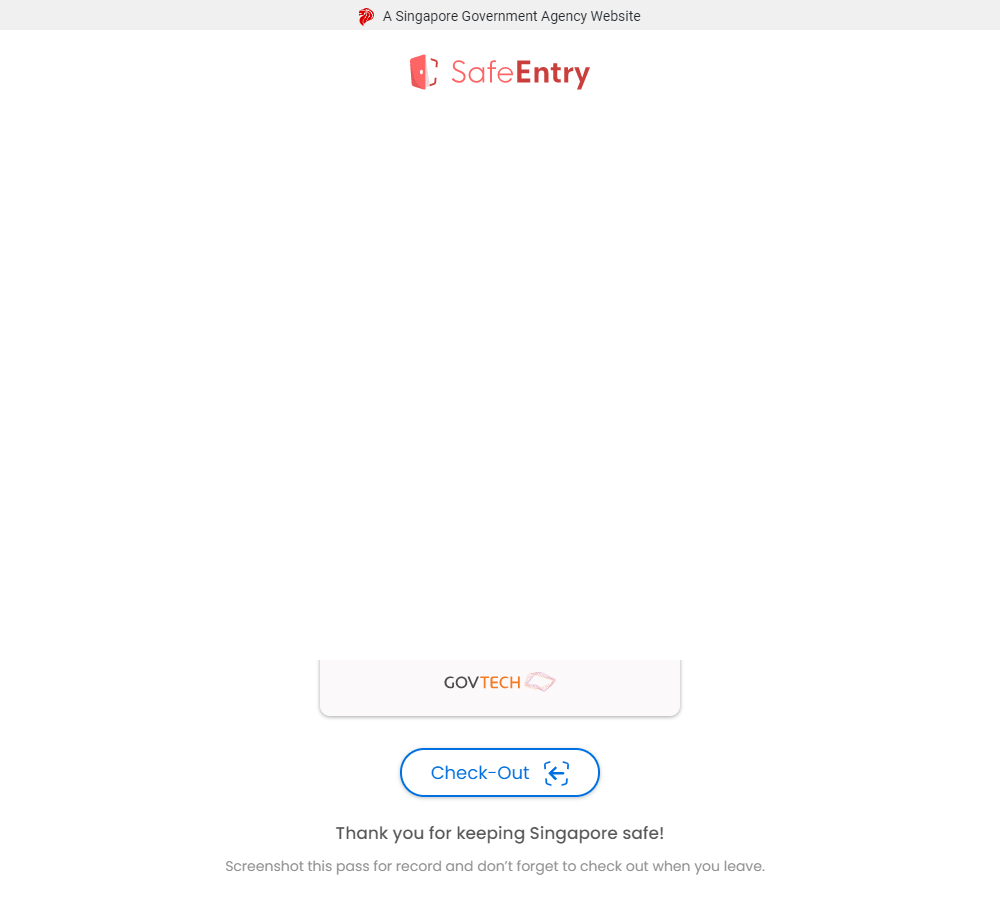 A Singapore Government Agency Website
SafeEntry
GOVTECH
Check-Out
Thank you for keeping Singapore safe!
Screenshot this pass for record and don’t forget to check out when you leave.